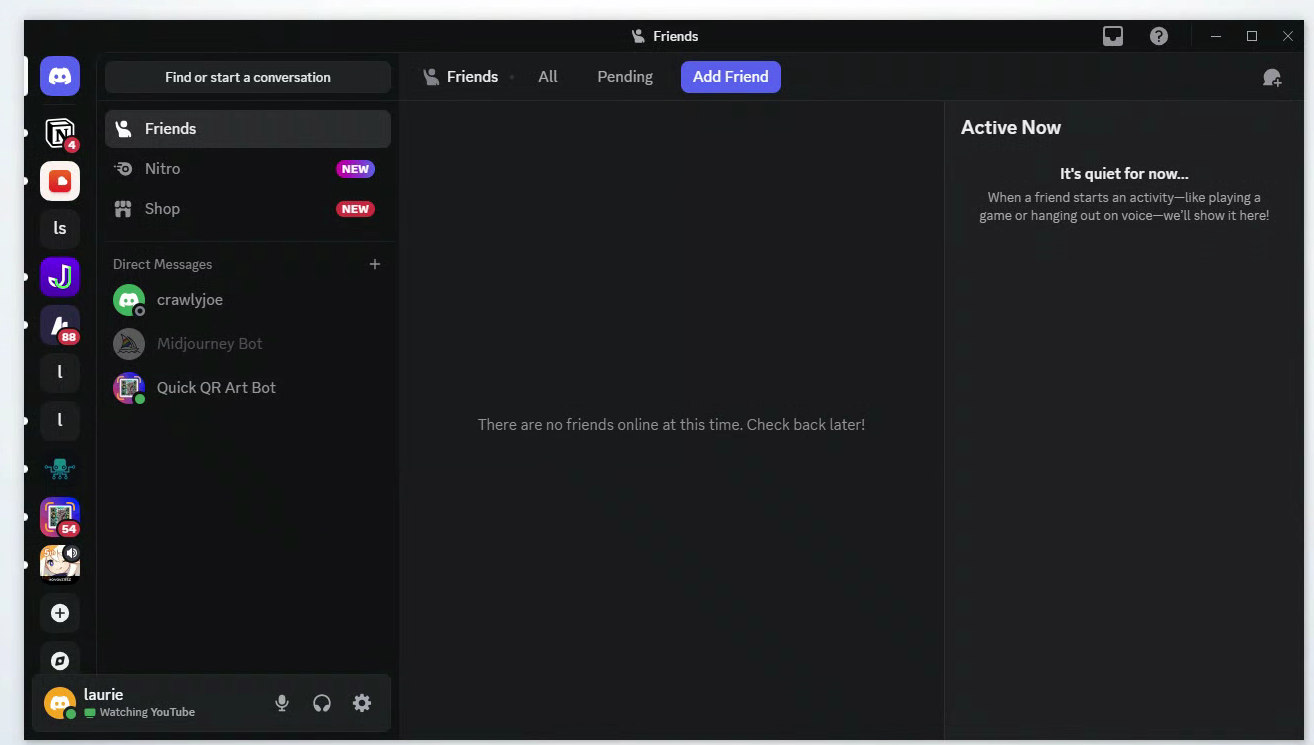 Friends
Find or start a conversation
Friends
All
Pending
Add Friend
4
ls
88
l
l
54
Friends
Nitro
NEW
Shop
NEW
Direct Messages
crawlyjoe
Midjourney Bot
Quick QR Art Bot
There are no friends online at this time. Check back later!
Active Now
It's quiet for now...
When a friend starts an activity—like playing a
game or hanging out on voice—we'll show it here!
laurie
Watching YouTube